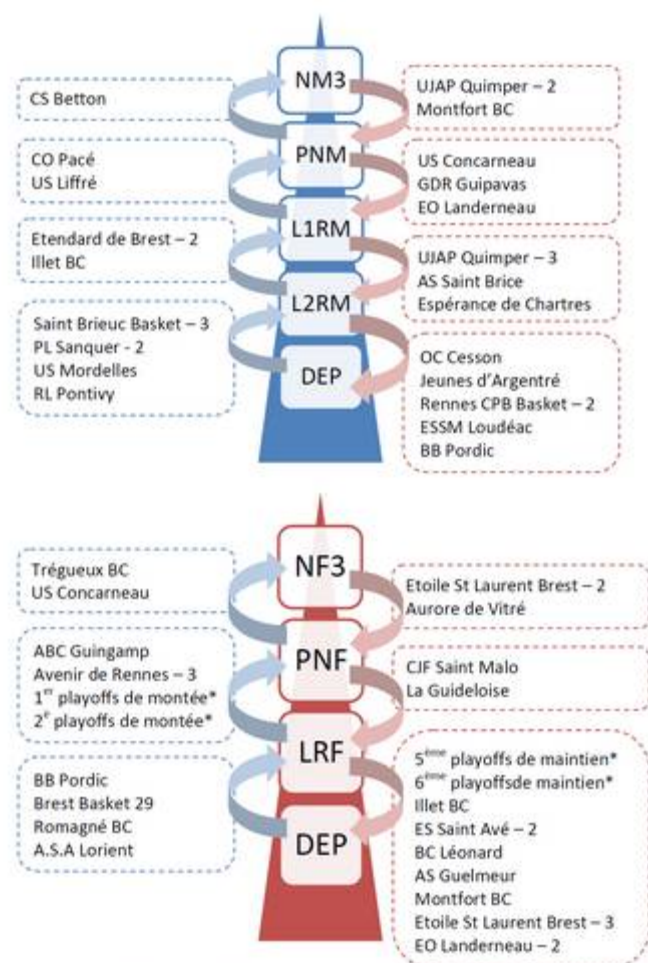 NM3
CS Betton
UJAP Quimper – 2
Montfort BC
PNM
CO Pacé
US Liffré
US Concarneau
GDR Guipavas
EO Landerneau
L1RM
Etendard de Brest – 2
Illet BC
UJAP Quimper – 3
AS Saint Brice
Espérance de Chartres
L2RM
Saint Brieuc Basket – 3
PL Sanquer - 2
US Mordelles
RL Pontivy
DEP
OC Cesson
Jeunes d'Argentré
Rennes CPB Basket – 2
ESSM Loudéac
BB Pordic
NF3
Trégueux BC
US Concarneau
Etoile St Laurent Brest – 2
Aurore de Vitré
PNF
ABC Guingamp
Avenir de Rennes – 3
1er playoffs de montée*
2e playoffs de montée*
CJF Saint Malo
La Guideloise
LRF
BB Pordic
Brest Basket 29
Romagné BC
A.S.A Lorient
5ème playoffs de maintien*
6ème playoffsde maintien*
Illet BC
ES Saint Avé – 2
BC Léonard
AS Guelmeur
Montfort BC
Etoile St Laurent Brest – 3
EO Landerneau – 2
DEP